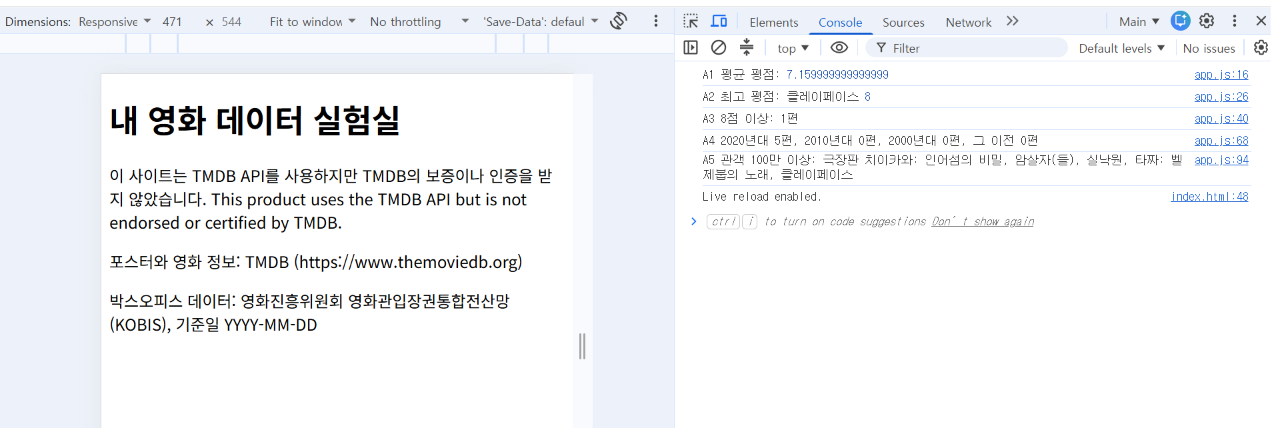 Dimensions: Responsive 471 × 544 Fit to window No throttling 'Save-Data': defaul
Elements Console Sources Network Main
top Filter Default levels No issues
내 영화 데이터 실험실
이 사이트는 TMDB API를 사용하지만 TMDB의 보증이나 인증을 받
지 않았습니다. This product uses the TMDB API but is not
endorsed or certified by TMDB.
포스터와 영화 정보: TMDB (https://www.themoviedb.org)
박스오피스 데이터: 영화진흥위원회 영화관입장권통합전산망
(KOBIS), 기준일 YYYY-MM-DD
A1 평균 평점: 7.159999999999999 app.js:16
A2 최고 평점: 클레이페이스 8 app.js:26
A3 8점 이상: 1편 app.js:40
A4 2020년대 5편, 2010년대 0편, 2000년대 0편, 그 이전 0편 app.js:68
A5 관객 100만 이상: 극장판 치이카와: 인어섬의 비밀, 암살자(들), 실낙원, 타짜: 벨 app.js:94
제붑의 노래, 클레이페이스
Live reload enabled. index.html:48
ctrl i to turn on code suggestions Don't show again